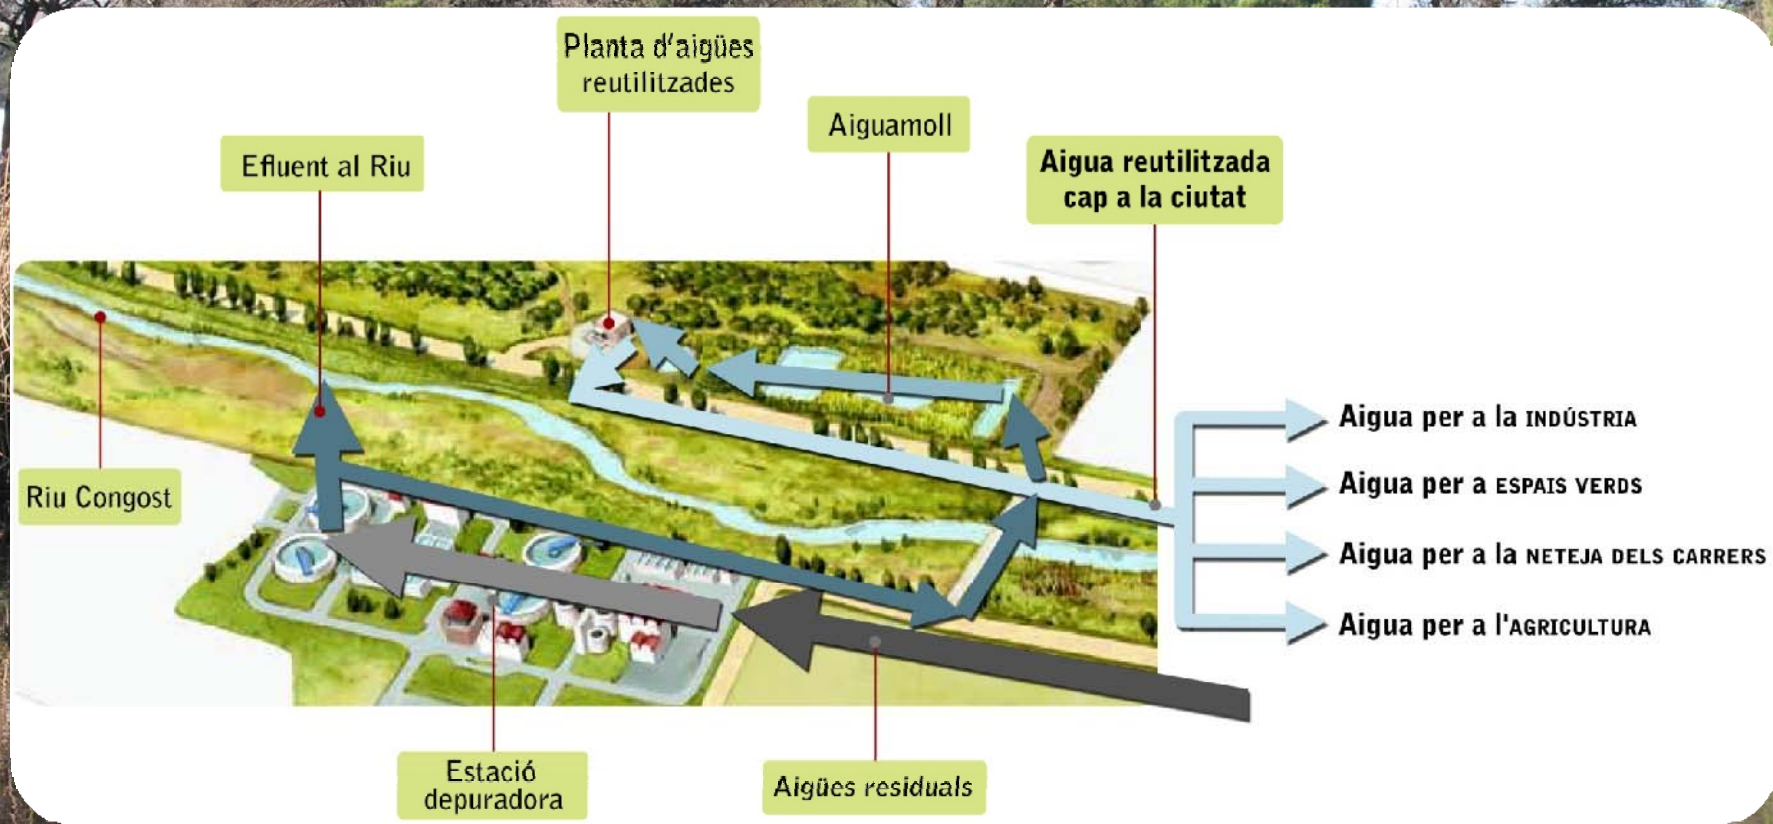 Planta d'aigües
reutilitzades
Aiguamoll
Efluent al Riu
Aigua reutilitzada
cap a la ciutat
Riu Congost
Aigua per a la INDÚSTRIA
Aigua per a ESPAIS VERDS
Aigua per a la NETEJA DELS CARRERS
Aigua per a l'AGRICULTURA
Estació
depuradora
Aigües residuals